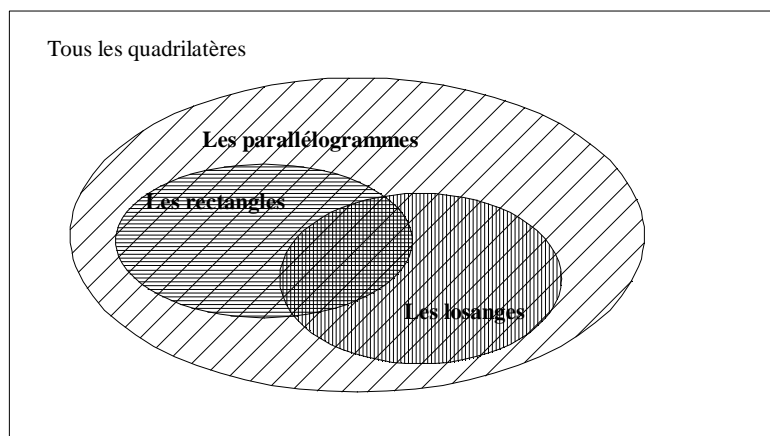 Tous les quadrilatères
Les parallélogrammes
Les rectangles
Les losanges